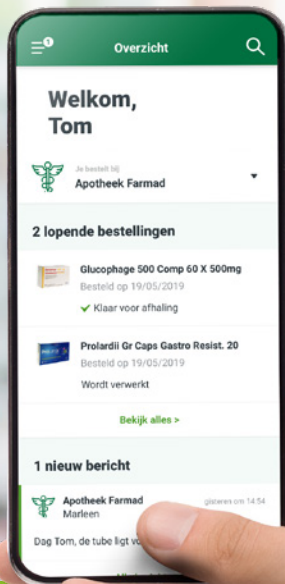 Overzicht
Welkom,
Tom
Je bestelt bij
Apotheek Farmad
2 lopende bestellingen
Glucophage 500 Comp 60 X 500mg
Besteld op 19/05/2019
Klaar voor afhaling
Prolardii Gr Caps Gastro Resist. 20
Besteld op 19/05/2019
Wordt verwerkt
Bekijk alles >
1 nieuw bericht
Apotheek Farmad
gisteren om 14:54
Marleen
Dag Tom, de tube ligt